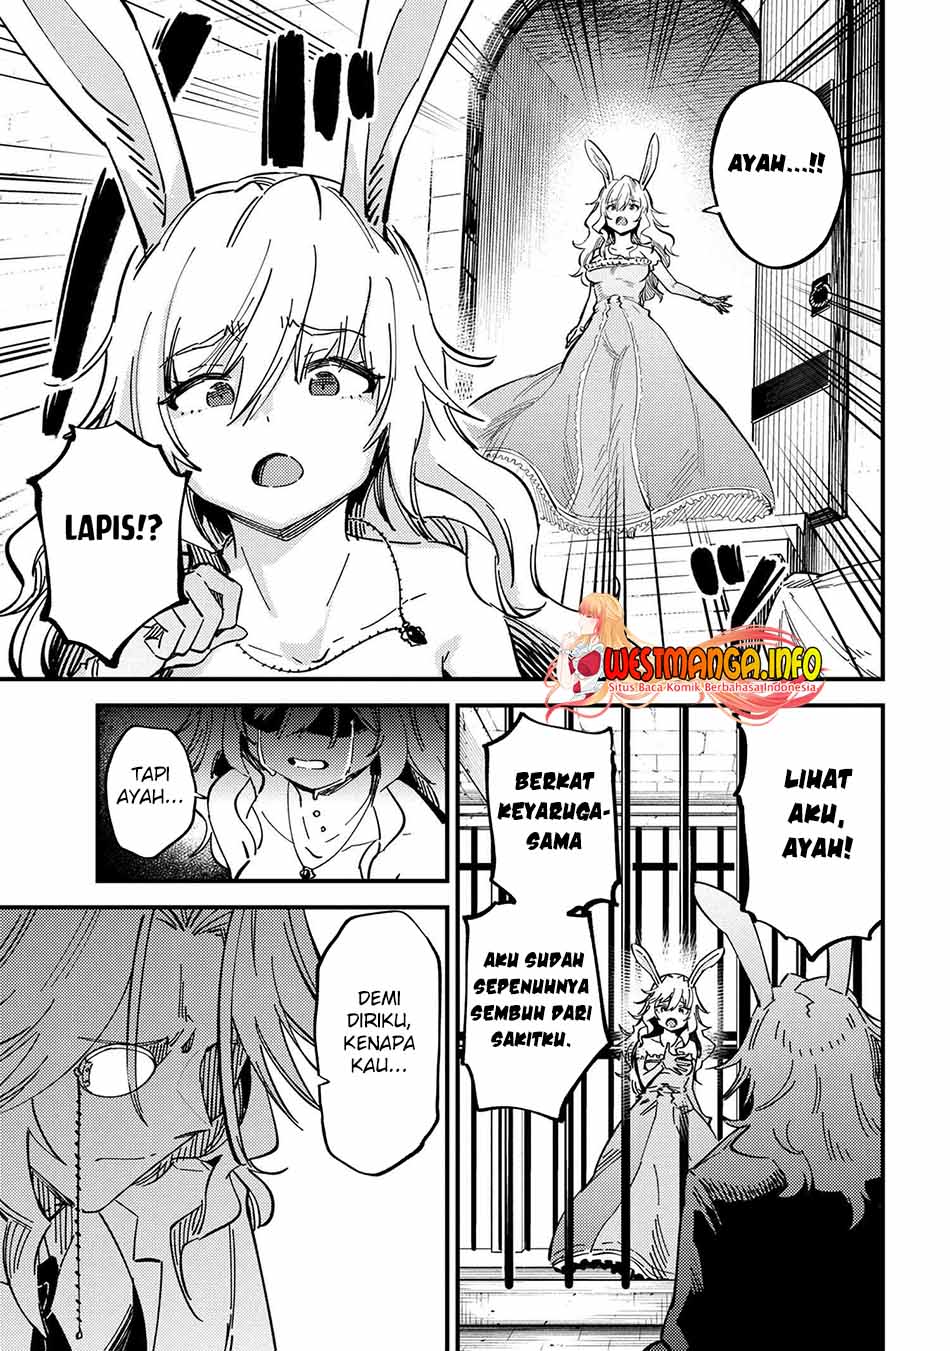 AYAH...!!
LAPIS!?
WESTMANGA.INFO
Situs Baca Komik Berbahasa Indonesia
LIHAT
AKU,
AYAH!
BERKAT
KEYARUGA-
SAMA
AKU SUDAH
SEPENUHNYA
SEMBUH DARI
SAKITKU.
TAPI
AYAH...
DEMI
DIRIKU,
KENAPA
KAU...